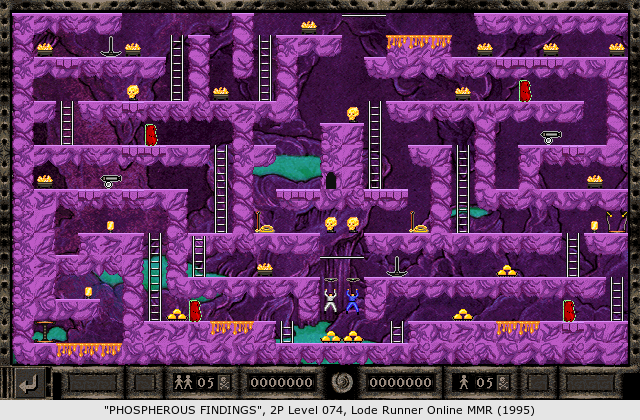 05 0000000 0000000 05
"PHOSPHEROUS FINDINGS", 2P Level 074, Lode Runner Online MMR (1995)